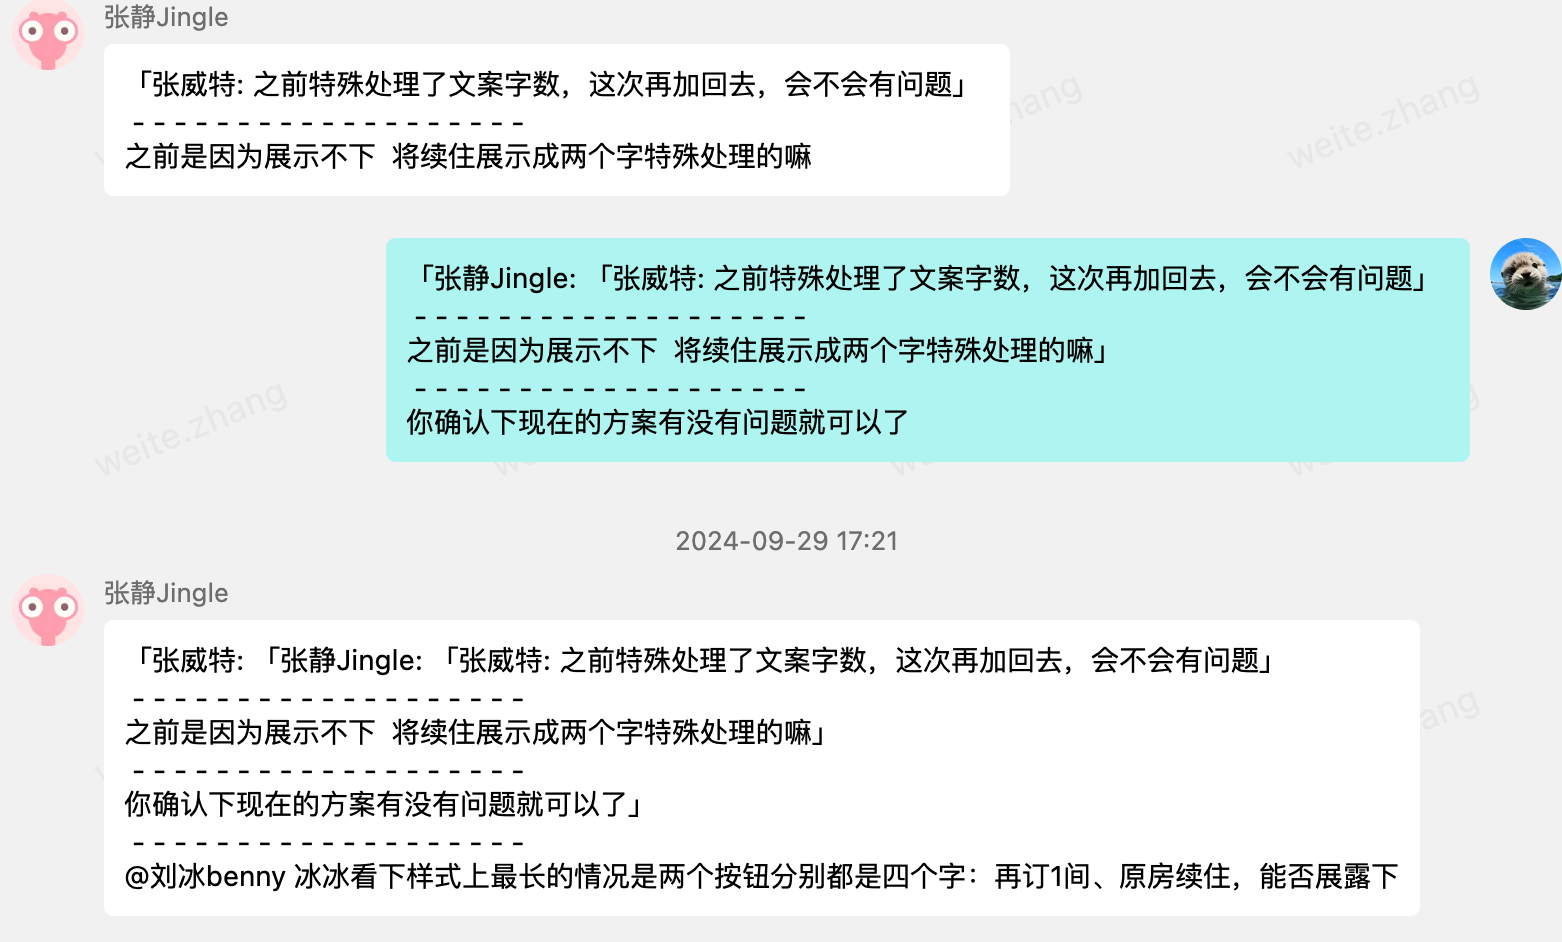 张静Jingle
「张威特: 之前特殊处理了文案字数，这次再加回去，会不会有问题」
- - - - - - - - - - - - - - - - - - -
之前是因为展示不下  将续住展示成两个字特殊处理的嘛
hang
weite.zhang
「张静Jingle: 「张威特: 之前特殊处理了文案字数，这次再加回去，会不会有问题」
- - - - - - - - - - - - - - - - - - -
之前是因为展示不下  将续住展示成两个字特殊处理的嘛」
- - - - - - - - - - - - - - - - - - -
你确认下现在的方案有没有问题就可以了
weite.zhang
2024-09-29 17:21
张静Jingle
「张威特: 「张静Jingle: 「张威特: 之前特殊处理了文案字数，这次再加回去，会不会有问题」
- - - - - - - - - - - - - - - - - - -
之前是因为展示不下  将续住展示成两个字特殊处理的嘛」
- - - - - - - - - - - - - - - - - - -
你确认下现在的方案有没有问题就可以了」
- - - - - - - - - - - - - - - - - - -
@刘冰benny 冰冰看下样式上最长的情况是两个按钮分别都是四个字：再订1间、原房续住，能否展露下
ang